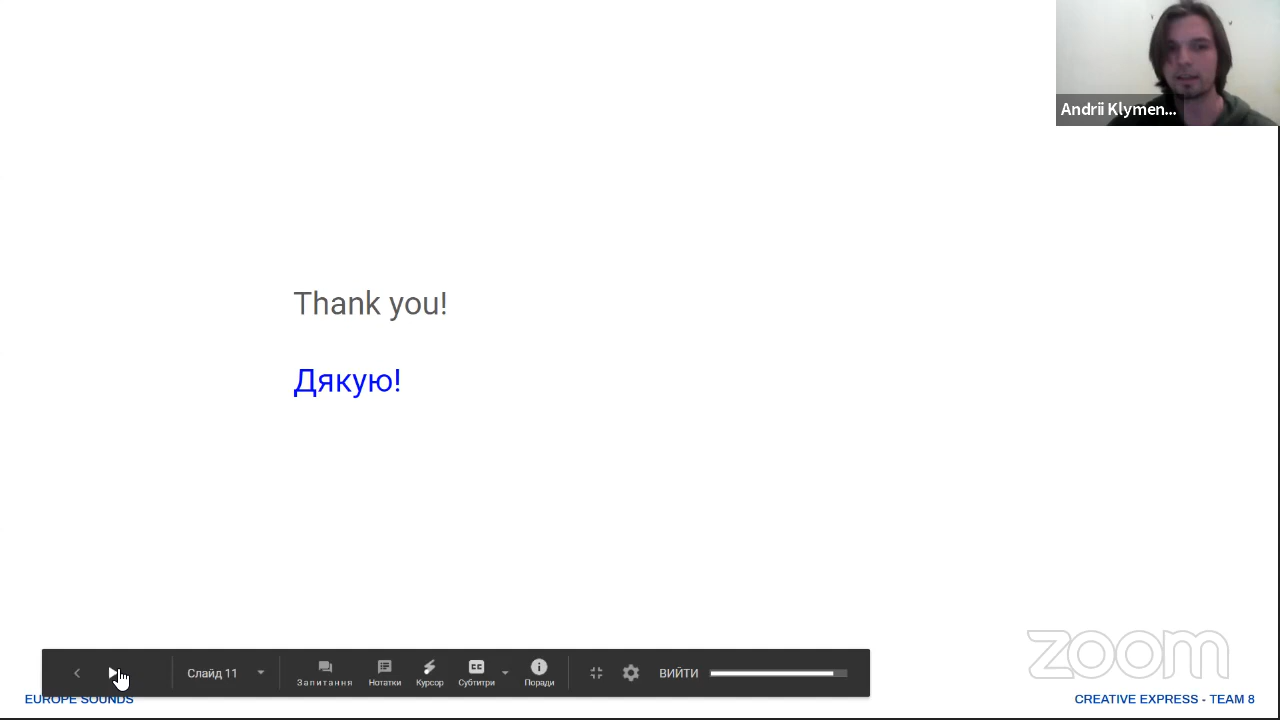 Andrii Klymen...
Thank you!
Дякую!
zoom
Слайд 11
Запитання
Нотатки
Курсор
Субтитри
Поради
ВИЙТИ
EUROPE SOUNDS
CREATIVE EXPRESS - TEAM 8